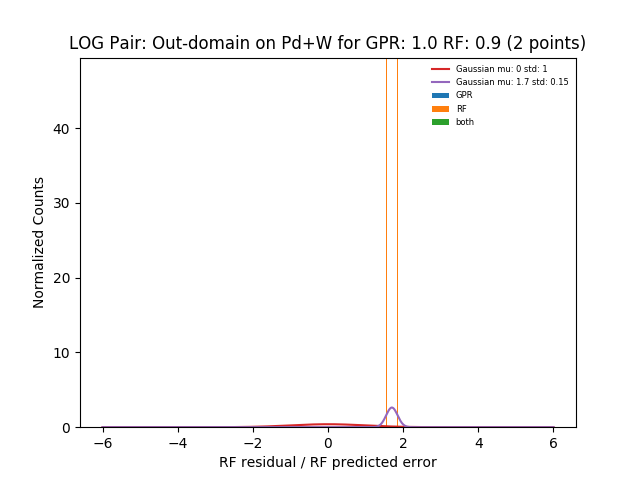 LOG Pair: Out-domain on Pd+W for GPR: 1.0 RF: 0.9 (2 points)
Gaussian mu: 0 std: 1
Gaussian mu: 1.7 std: 0.15
GPR
RF
both
Normalized Counts
40
30
20
10
0
−6
−4
−2
0
2
4
6
RF residual / RF predicted error